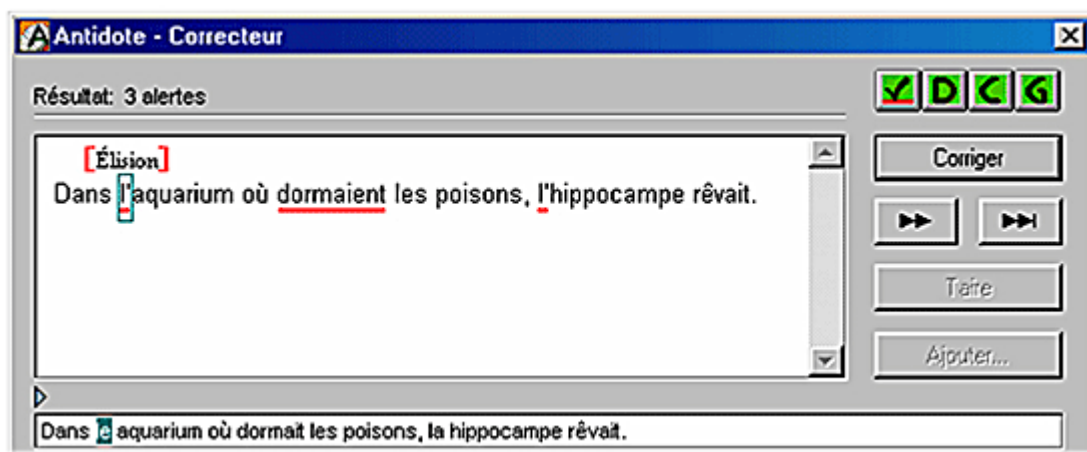 Antidote - Correcteur
Résultat: 3 alertes
D C G
[Élision]
Dans l'aquarium où dormaient les poisons, l'hippocampe rêvait.
Corriger
Taire
Ajouter...
Dans e aquarium où dormait les poisons, la hippocampe rêvait.